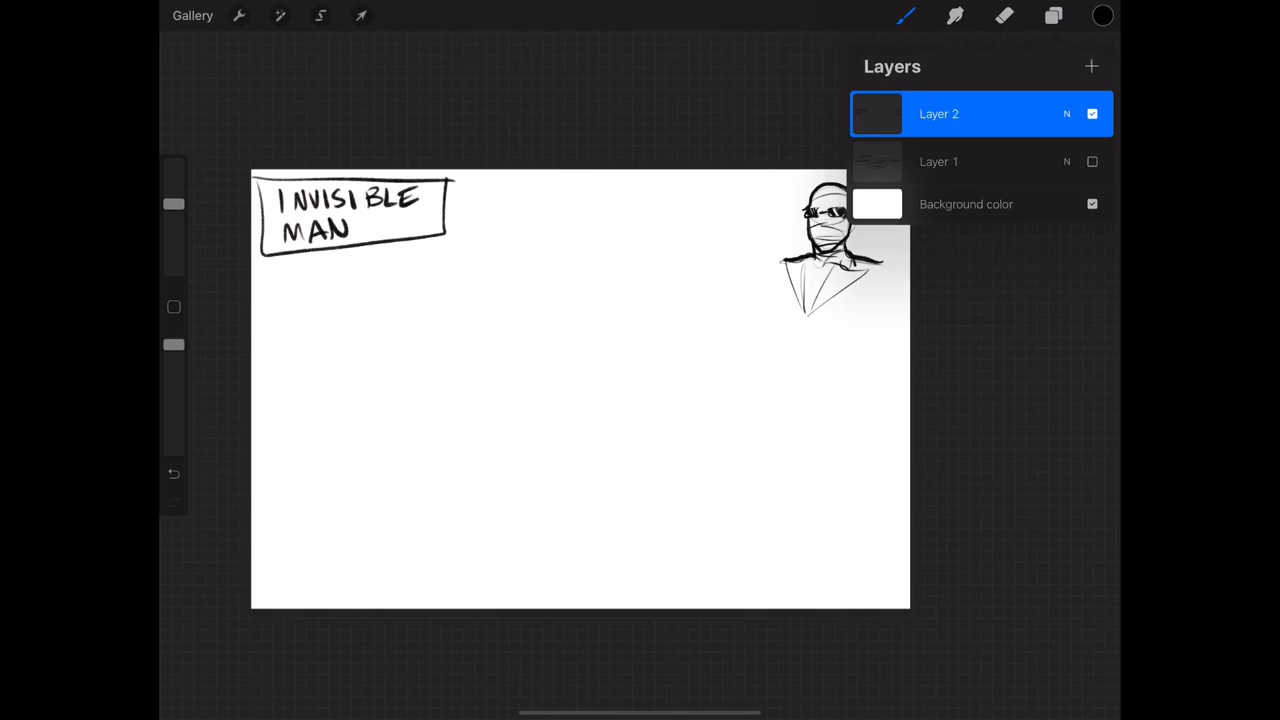 Gallery
Layers
Layer 2 N
Layer 1 N
Background color
INVISIBLE
MAN